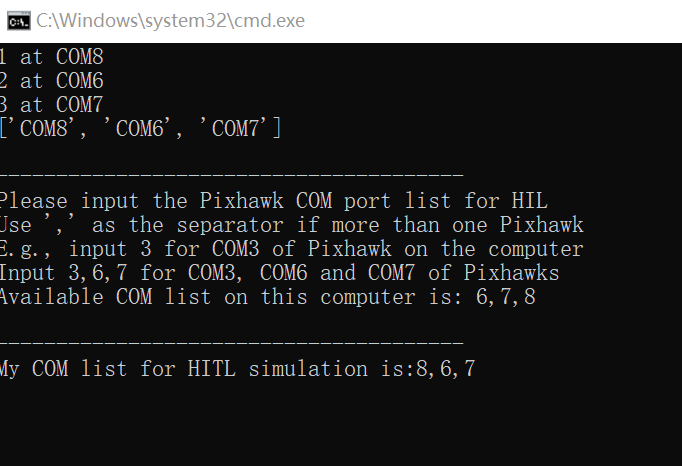 C:\Windows\system32\cmd.exe
1 at COM8
2 at COM6
3 at COM7
['COM8', 'COM6', 'COM7']
----------------------------------------
Please input the Pixhawk COM port list for HIL
Use ',' as the separator if more than one Pixhawk
E.g., input 3 for COM3 of Pixhawk on the computer
Input 3,6,7 for COM3, COM6 and COM7 of Pixhawks
Available COM list on this computer is: 6,7,8
----------------------------------------
My COM list for HITL simulation is:8,6,7